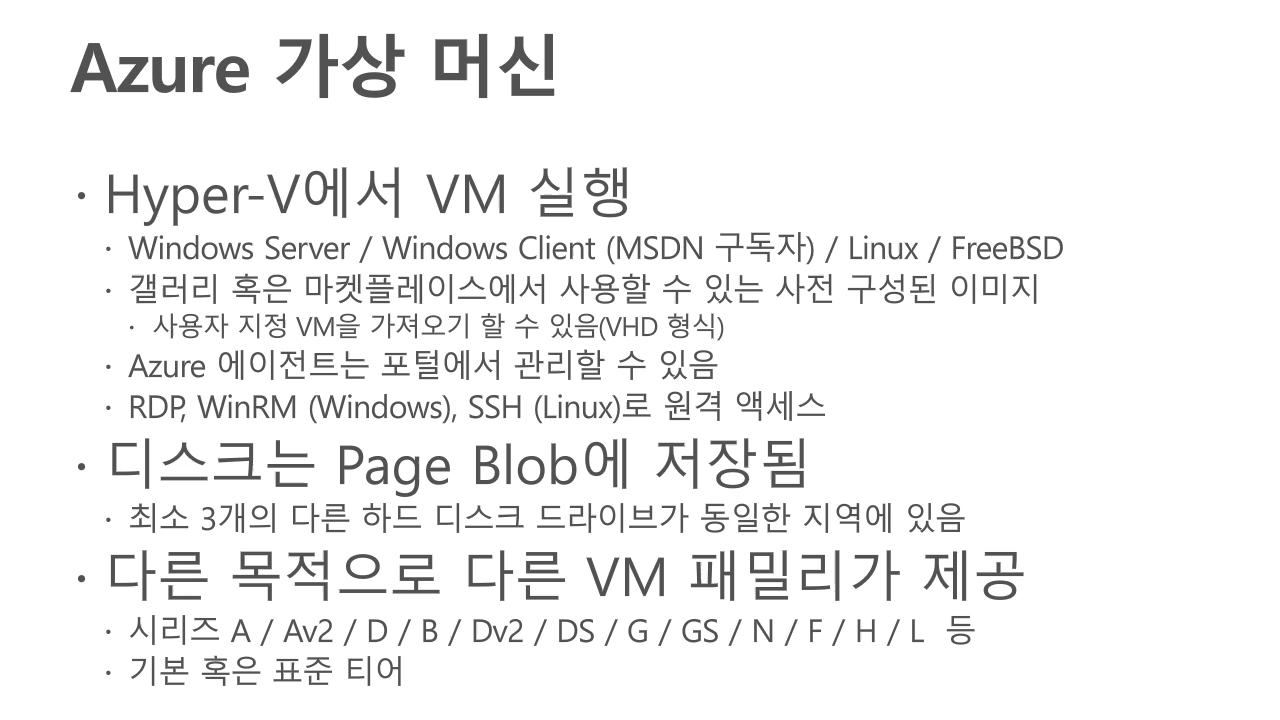 Azure 가상 머신
· Hyper-V에서 VM 실행
· Windows Server / Windows Client (MSDN 구독자) / Linux / FreeBSD
· 갤러리 혹은 마켓플레이스에서 사용할 수 있는 사전 구성된 이미지
· 사용자 지정 VM을 가져오기 할 수 있음(VHD 형식)
· Azure 에이전트는 포털에서 관리할 수 있음
· RDP, WinRM (Windows), SSH (Linux)로 원격 액세스
· 디스크는 Page Blob에 저장됨
· 최소 3개의 다른 하드 디스크 드라이브가 동일한 지역에 있음
· 다른 목적으로 다른 VM 패밀리가 제공
· 시리즈 A / Av2 / D / B / Dv2 / DS / G / GS / N / F / H / L 등
· 기본 혹은 표준 티어